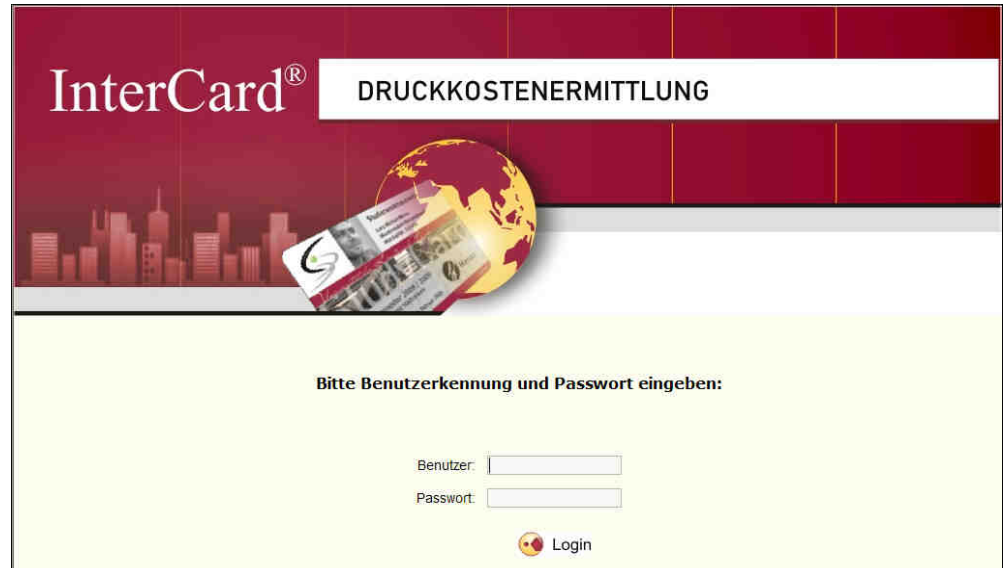 InterCard®
DRUCKKOSTENERMITTLUNG
Bitte Benutzerkennung und Passwort eingeben:
Benutzer:
Passwort:
Login